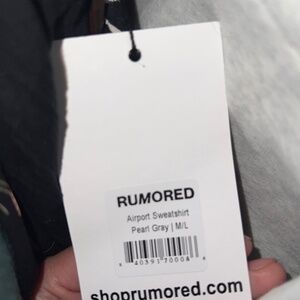 RUMORED
Airport Sweatshirt
Pearl Gray | M/L
shoprumored.com